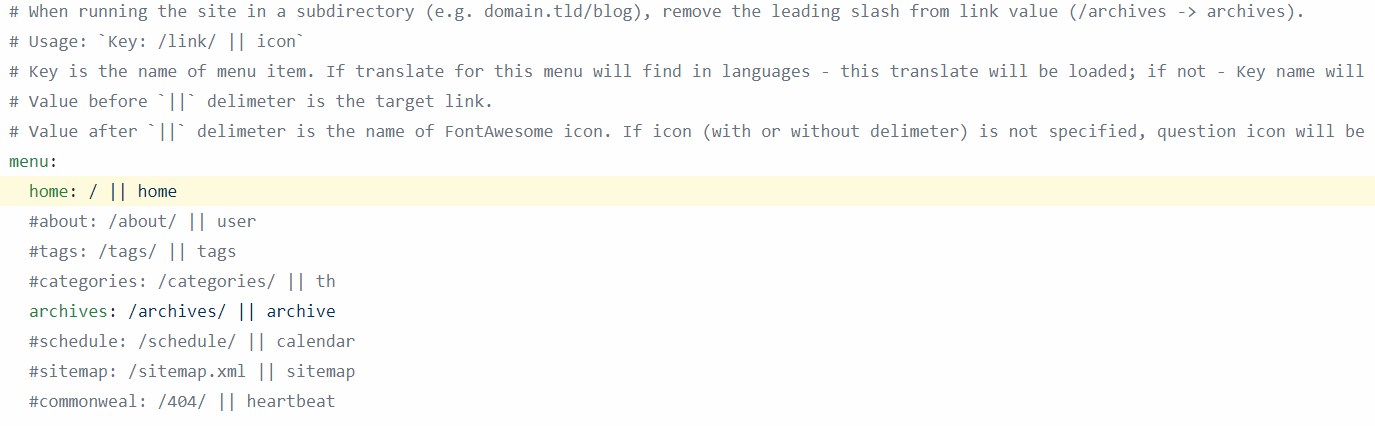 # When running the site in a subdirectory (e.g. domain.tld/blog), remove the leading slash from link value (/archives -> archives).
# Usage: `Key: /link/ || icon`
# Key is the name of menu item. If translate for this menu will find in languages - this translate will be loaded; if not - Key name will
# Value before `||` delimeter is the target link.
# Value after `||` delimeter is the name of FontAwesome icon. If icon (with or without delimeter) is not specified, question icon will be
menu:
  home: / || home
  #about: /about/ || user
  #tags: /tags/ || tags
  #categories: /categories/ || th
  archives: /archives/ || archive
  #schedule: /schedule/ || calendar
  #sitemap: /sitemap.xml || sitemap
  #commonweal: /404/ || heartbeat